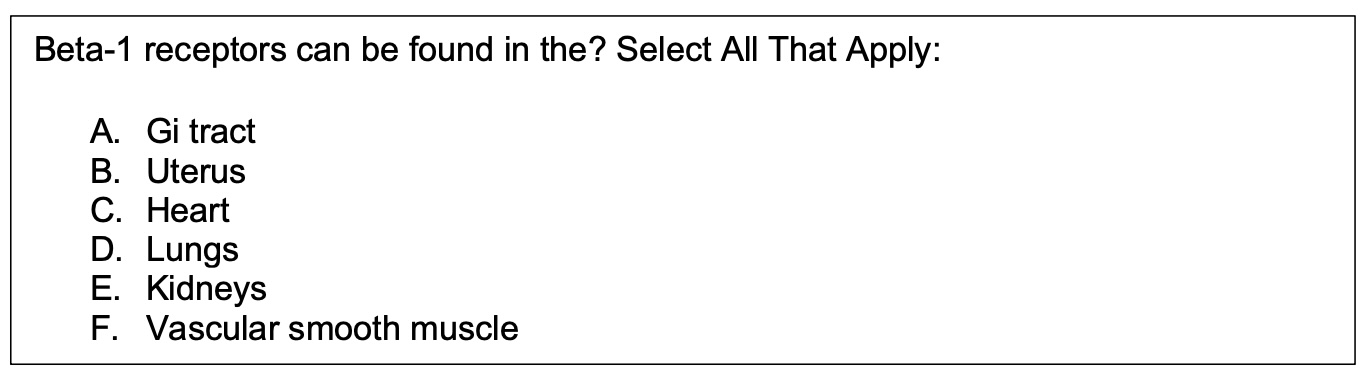 Beta-1 receptors can be found in the? Select All That Apply:
A. Gi tract
B. Uterus
C. Heart
D. Lungs
E. Kidneys
F. Vascular smooth muscle